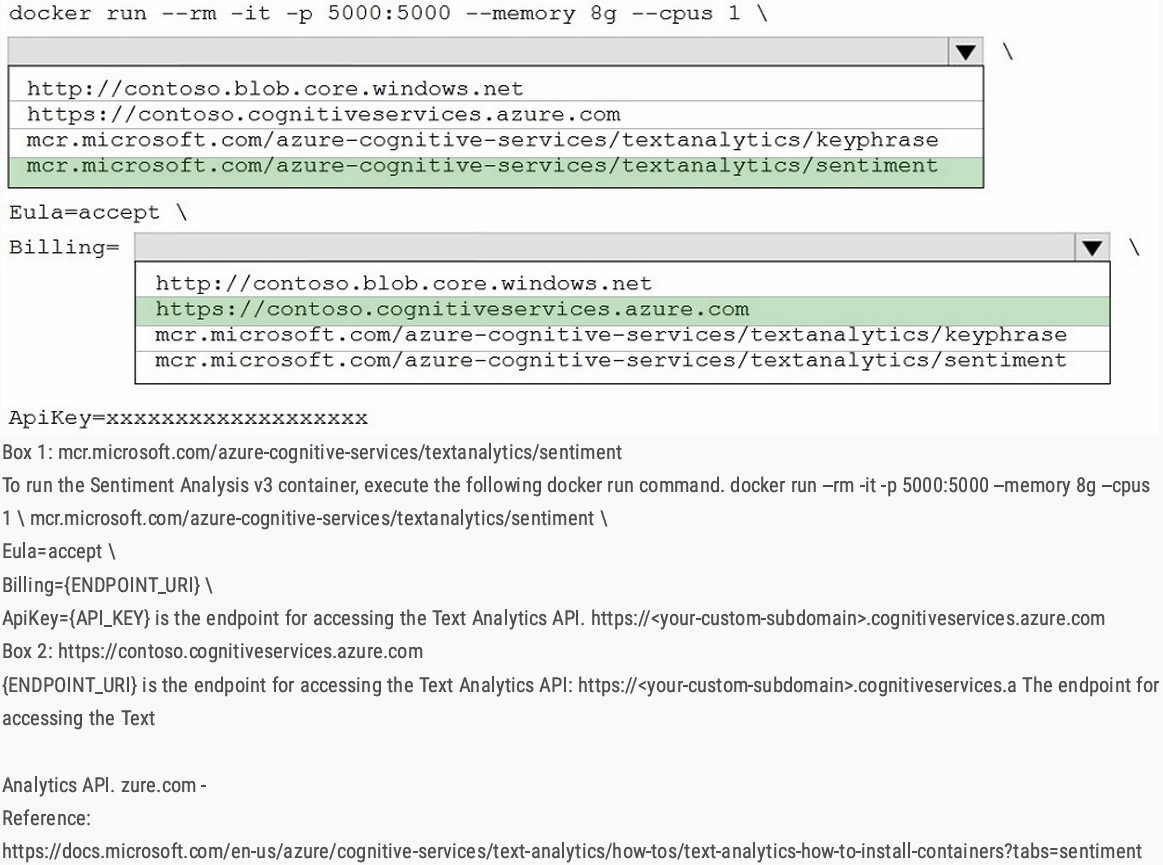 docker run --rm -it -p 5000:5000 --memory 8g --cpus 1 \
\
http://contoso.blob.core.windows.net
https://contoso.cognitiveservices.azure.com
mcr.microsoft.com/azure-cognitive-services/textanalytics/keyphrase
mcr.microsoft.com/azure-cognitive-services/textanalytics/sentiment
Eula=accept \
Billing= \
http://contoso.blob.core.windows.net
https://contoso.cognitiveservices.azure.com
mcr.microsoft.com/azure-cognitive-services/textanalytics/keyphrase
mcr.microsoft.com/azure-cognitive-services/textanalytics/sentiment
ApiKey=xxxxxxxxxxxxxxxxxxx
Box 1: mcr.microsoft.com/azure-cognitive-services/textanalytics/sentiment
To run the Sentiment Analysis v3 container, execute the following docker run command. docker run –rm -it -p 5000:5000 –memory 8g –cpus
1 \ mcr.microsoft.com/azure-cognitive-services/textanalytics/sentiment \
Eula=accept \
Billing={ENDPOINT_URI} \
ApiKey={API_KEY} is the endpoint for accessing the Text Analytics API. https://<your-custom-subdomain>.cognitiveservices.azure.com
Box 2: https://contoso.cognitiveservices.azure.com
{ENDPOINT_URI} is the endpoint for accessing the Text Analytics API: https://<your-custom-subdomain>.cognitiveservices.a The endpoint for
accessing the Text
Analytics API. zure.com -
Reference:
https://docs.microsoft.com/en-us/azure/cognitive-services/text-analytics/how-tos/text-analytics-how-to-install-containers?tabs=sentiment